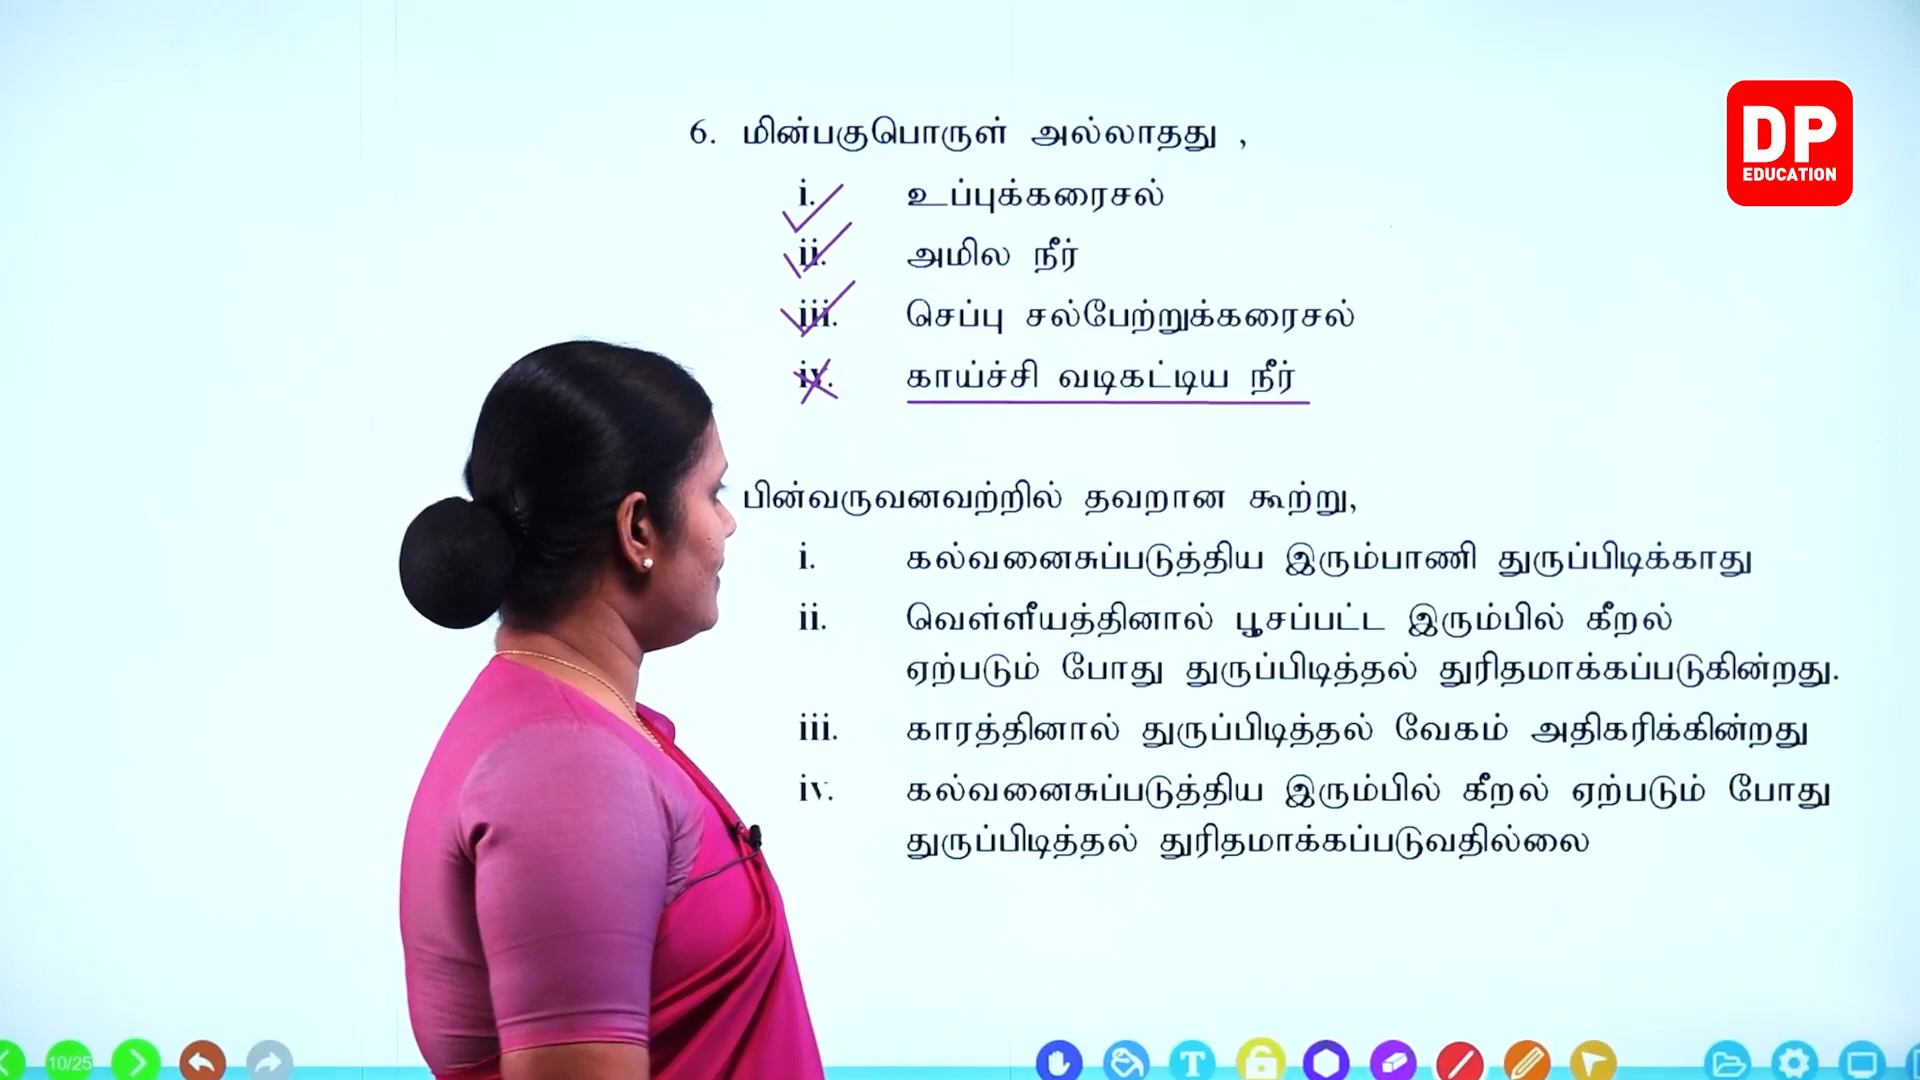 DP
EDUCATION
6. மின்பகுபொருள் அல்லாதது ,
i. உப்புக்கரைசல்
ii. அமில நீர்
iii. செப்பு சல்பேற்றுக்கரைசல்
iv. காய்ச்சி வடிகட்டிய நீர்
பின்வருவனவற்றில் தவறான கூற்று,
i. கல்வனைசுப்படுத்திய இரும்பாணி துருப்பிடிக்காது
ii. வெள்ளீயத்தினால் பூசப்பட்ட இரும்பில் கீறல்
ஏற்படும் போது துருப்பிடித்தல் துரிதமாக்கப்படுகின்றது.
iii. காரத்தினால் துருப்பிடித்தல் வேகம் அதிகரிக்கின்றது
iv. கல்வனைசுப்படுத்திய இரும்பில் கீறல் ஏற்படும் போது
துருப்பிடித்தல் துரிதமாக்கப்படுவதில்லை
10/25
T